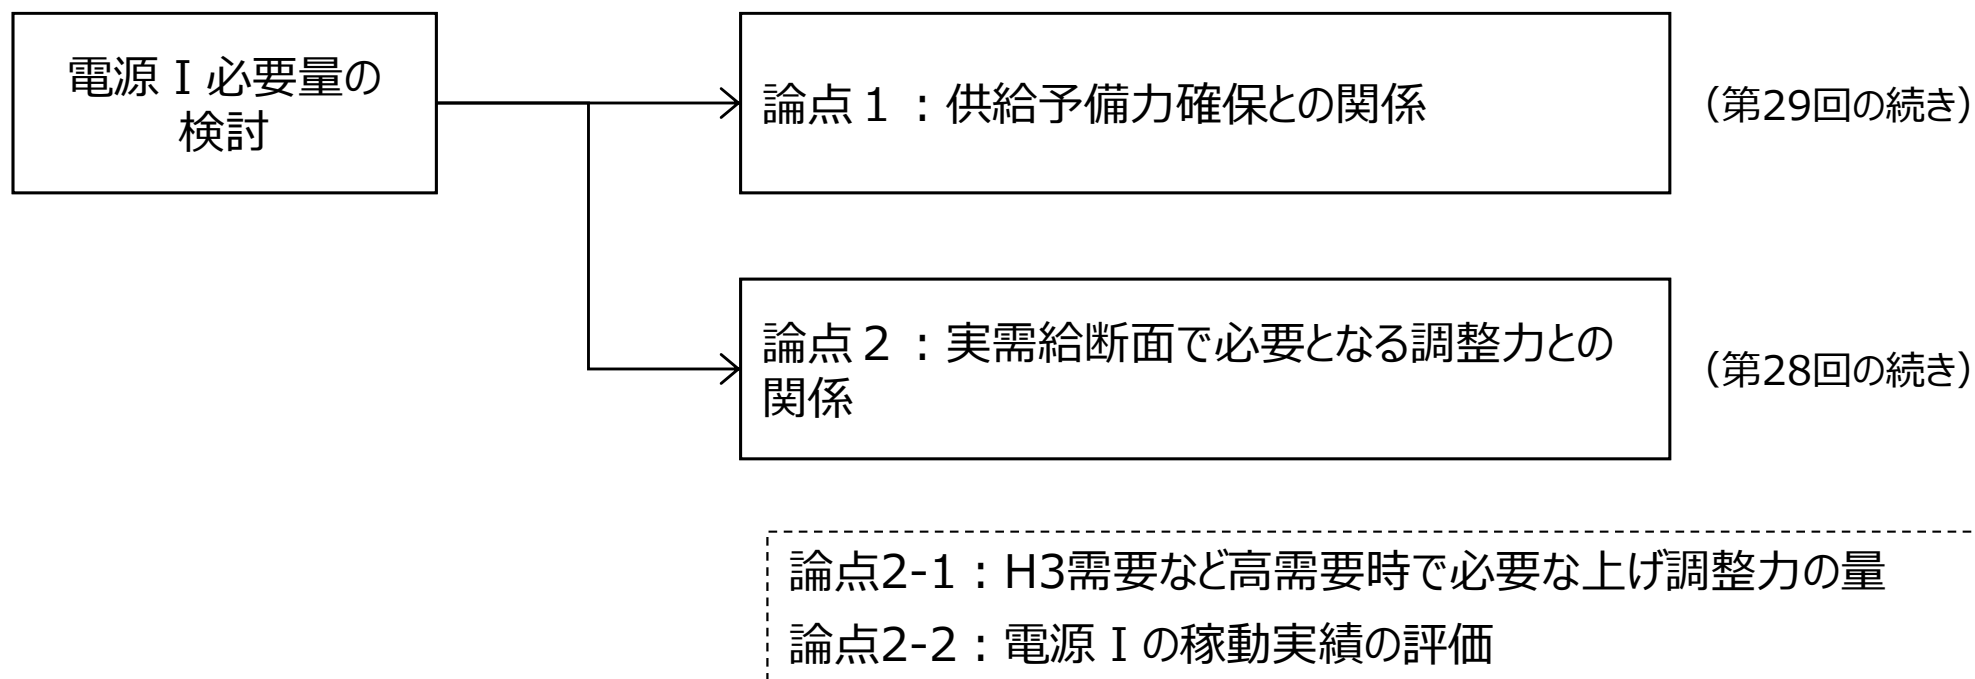 電源Ⅰ必要量の
検討
論点１：供給予備力確保との関係
（第29回の続き）
論点２：実需給断面で必要となる調整力との
関係
（第28回の続き）
論点2-1：H3需要など高需要時で必要な上げ調整力の量
論点2-2：電源Ⅰの稼動実績の評価